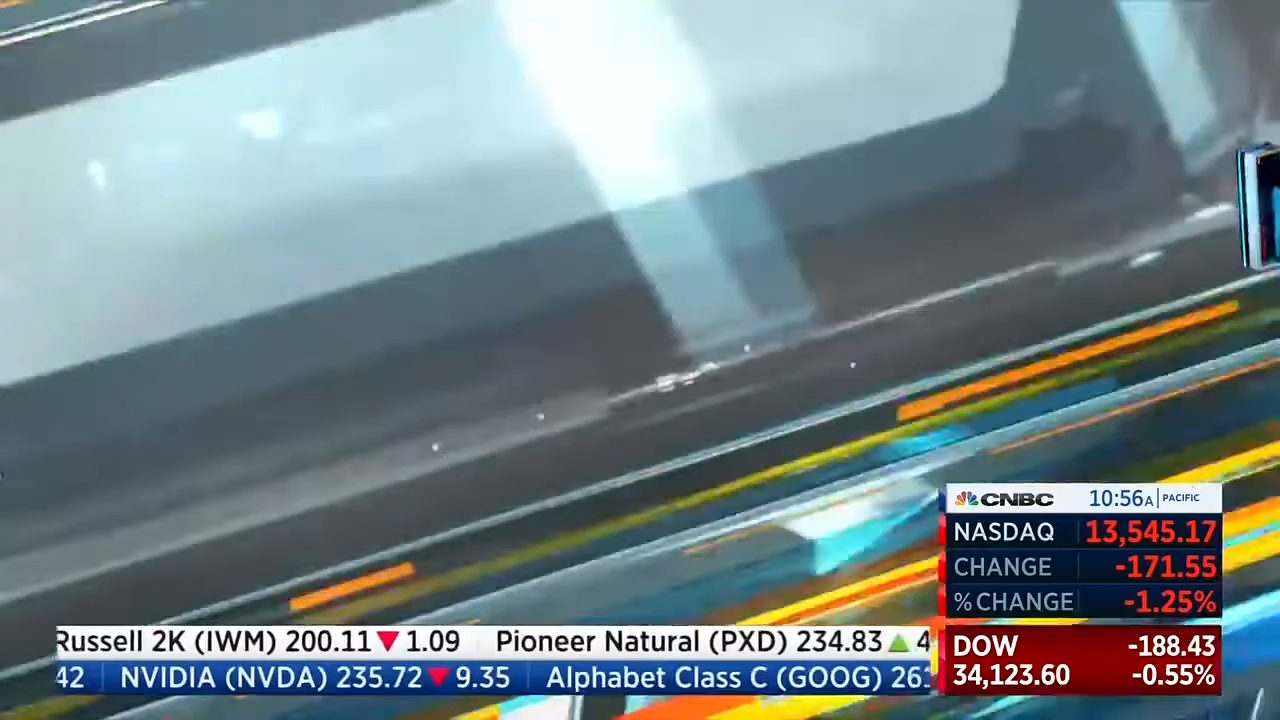 CNBC 10:56A PACIFIC
NASDAQ 13,545.17
CHANGE -171.55
% CHANGE -1.25%
Russell 2K (IWM) 200.11 ▼ 1.09 Pioneer Natural (PXD) 234.83 ▲ 4
DOW -188.43
34,123.60 -0.55%
42 NVIDIA (NVDA) 235.72 ▼ 9.35 Alphabet Class C (GOOG) 26